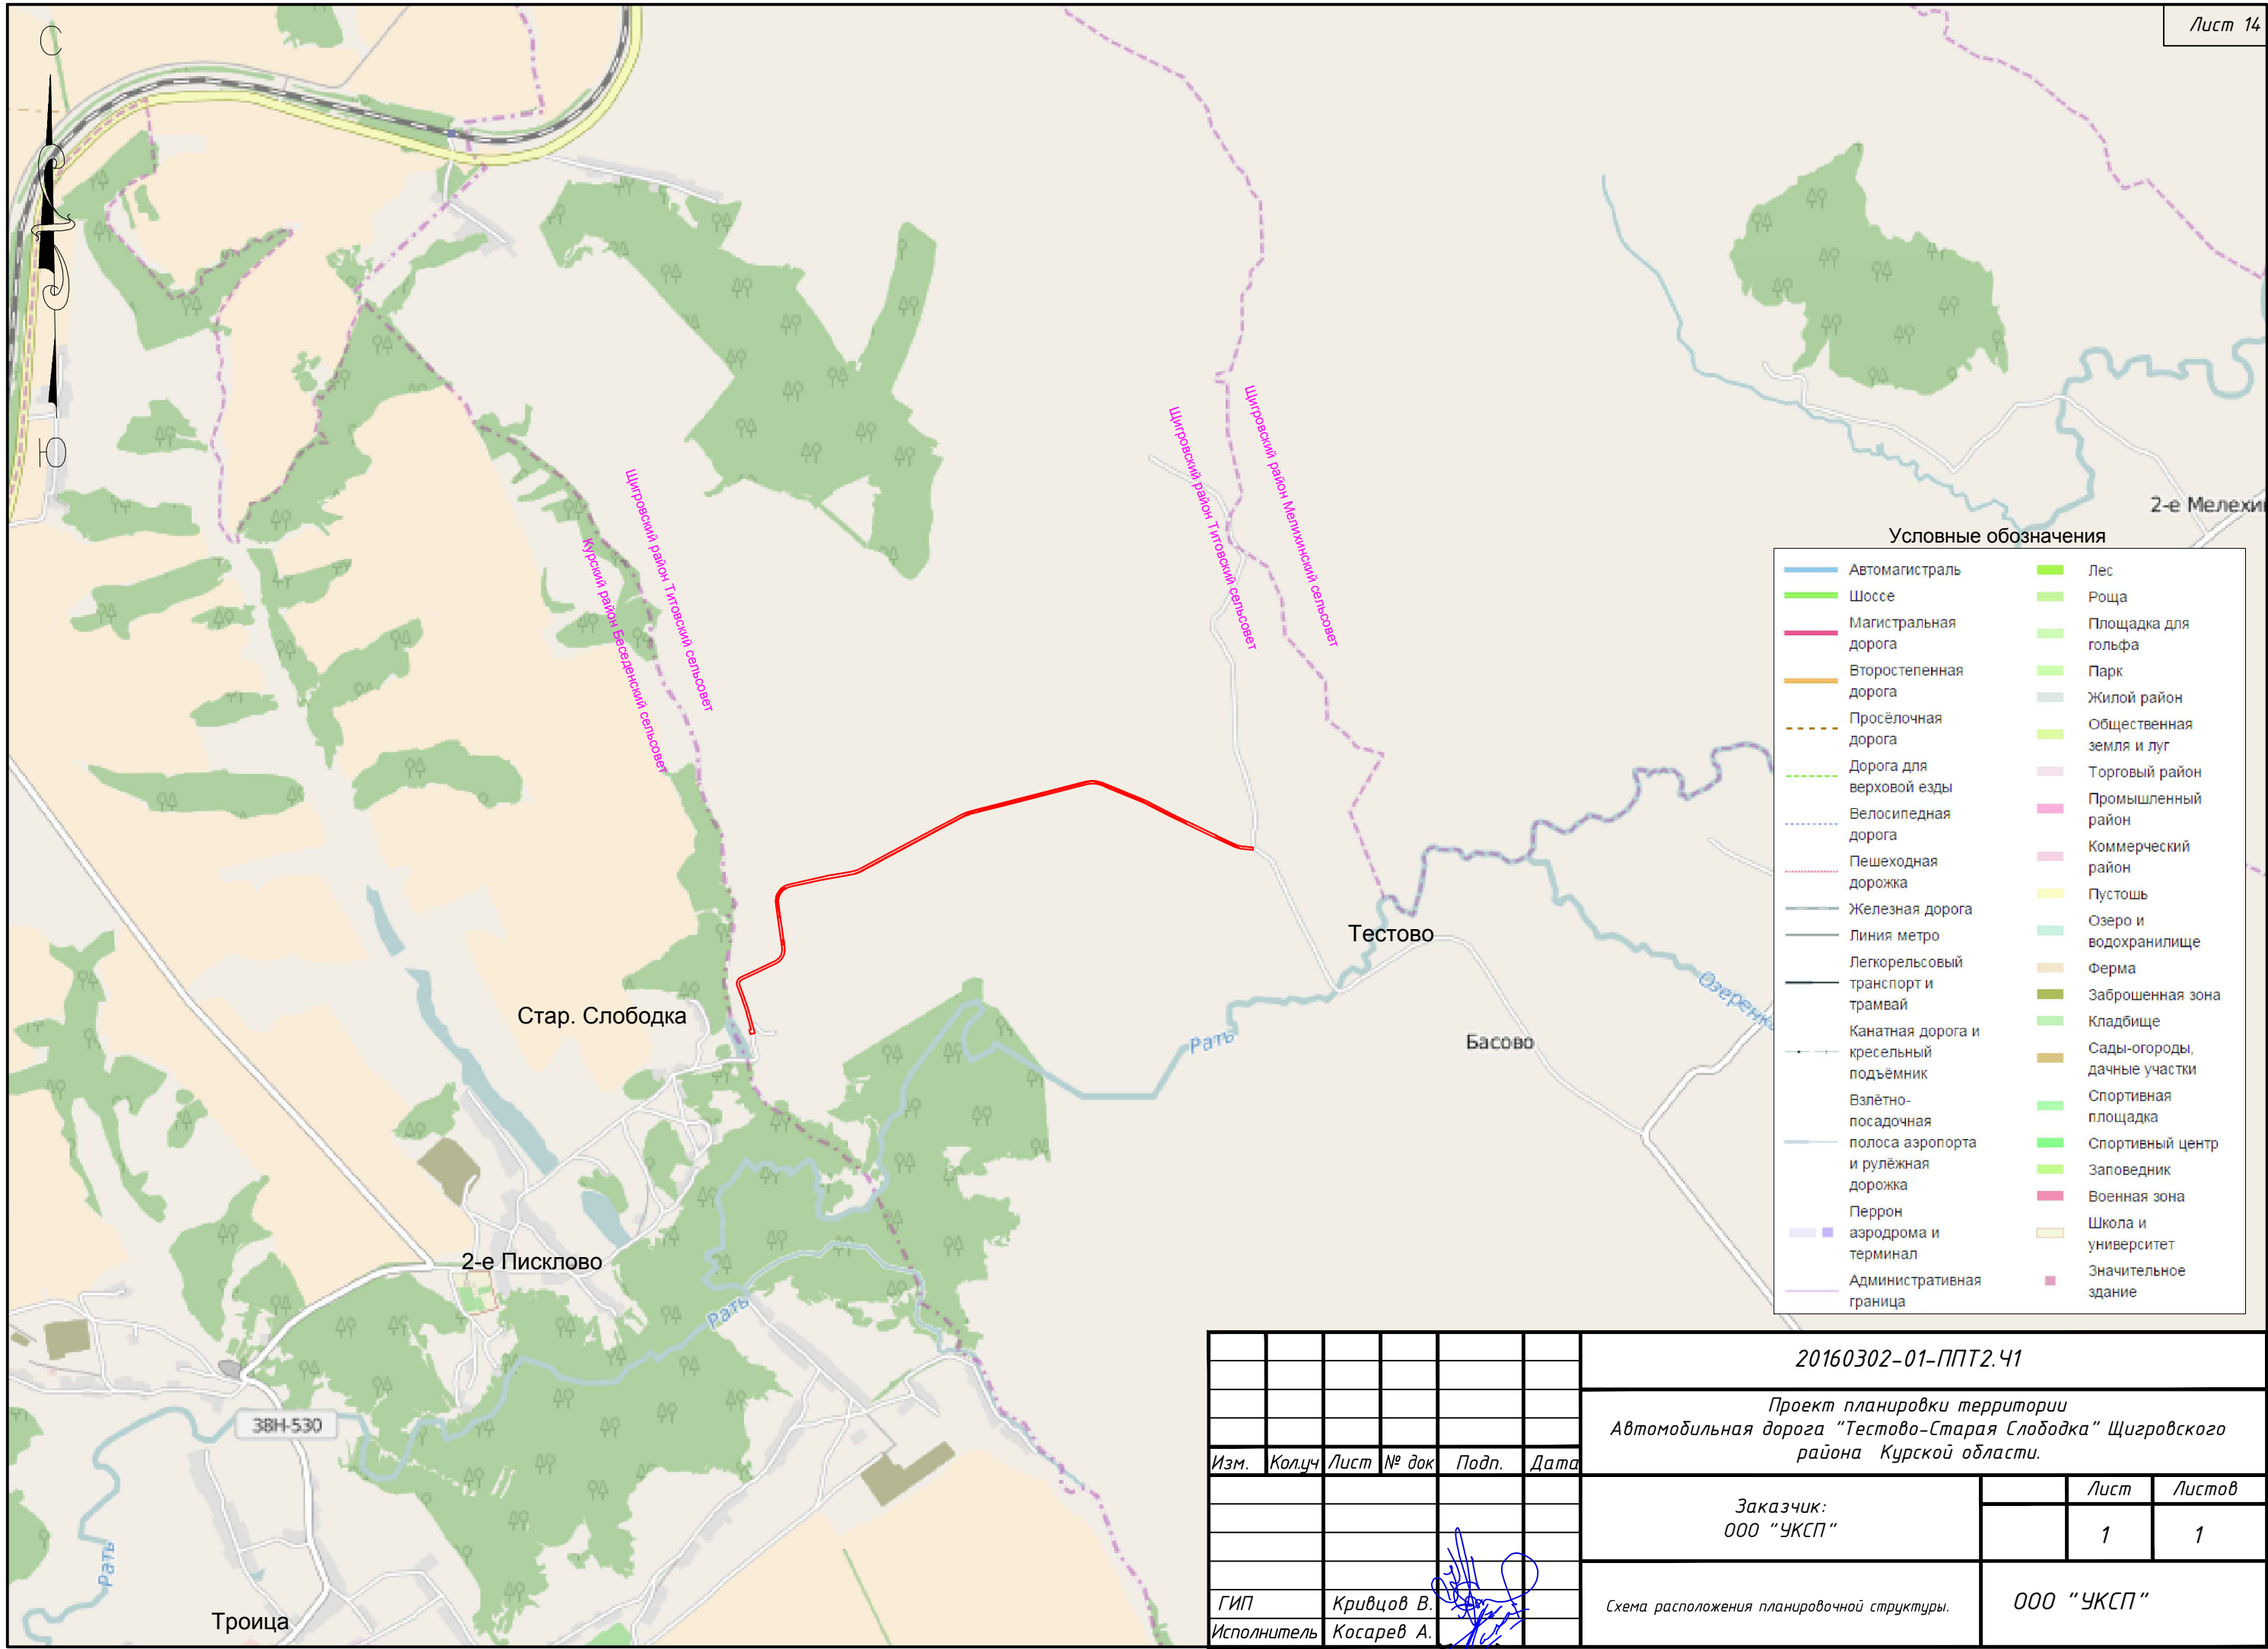 Лист 14
С
Ю
Щигровский район Титовский сельсовет
Курский район Беседенский сельсовет
Щигровский район Титовский сельсовет
Щигровский район Мелихинский сельсовет
2-е Мелехин
Тестово
Стар. Слободка
Рать
Озеренка
Басово
2-е Писклово
Рать
38Н-530
Рать
Троица
Условные обозначения
Автомагистраль
Шоссе
Магистральная
дорога
Второстепенная
дорога
Просёлочная
дорога
Дорога для
верховой езды
Велосипедная
дорога
Пешеходная
дорожка
Железная дорога
Линия метро
Легкорельсовый
транспорт и
трамвай
Канатная дорога и
кресельный
подъёмник
Взлётно-
посадочная
полоса аэропорта
и рулёжная
дорожка
Перрон
аэродрома и
терминал
Административная
граница
Лес
Роща
Площадка для
гольфа
Парк
Жилой район
Общественная
земля и луг
Торговый район
Промышленный
район
Коммерческий
район
Пустошь
Озеро и
водохранилище
Ферма
Заброшенная зона
Кладбище
Сады-огороды,
дачные участки
Спортивная
площадка
Спортивный центр
Заповедник
Военная зона
Школа и
университет
Значительное
здание
20160302-01-ППТ2.Ч1
Проект планировки территории
Автомобильная дорога "Тестово-Старая Слободка" Щигровского
района Курской области.
Изм. Кол.уч Лист № док Подп. Дата
Заказчик:
ООО "УКСП"
Лист Листов
1 1
ГИП Кривцов В.
Исполнитель Косарев А.
Схема расположения планировочной структуры.
ООО "УКСП"